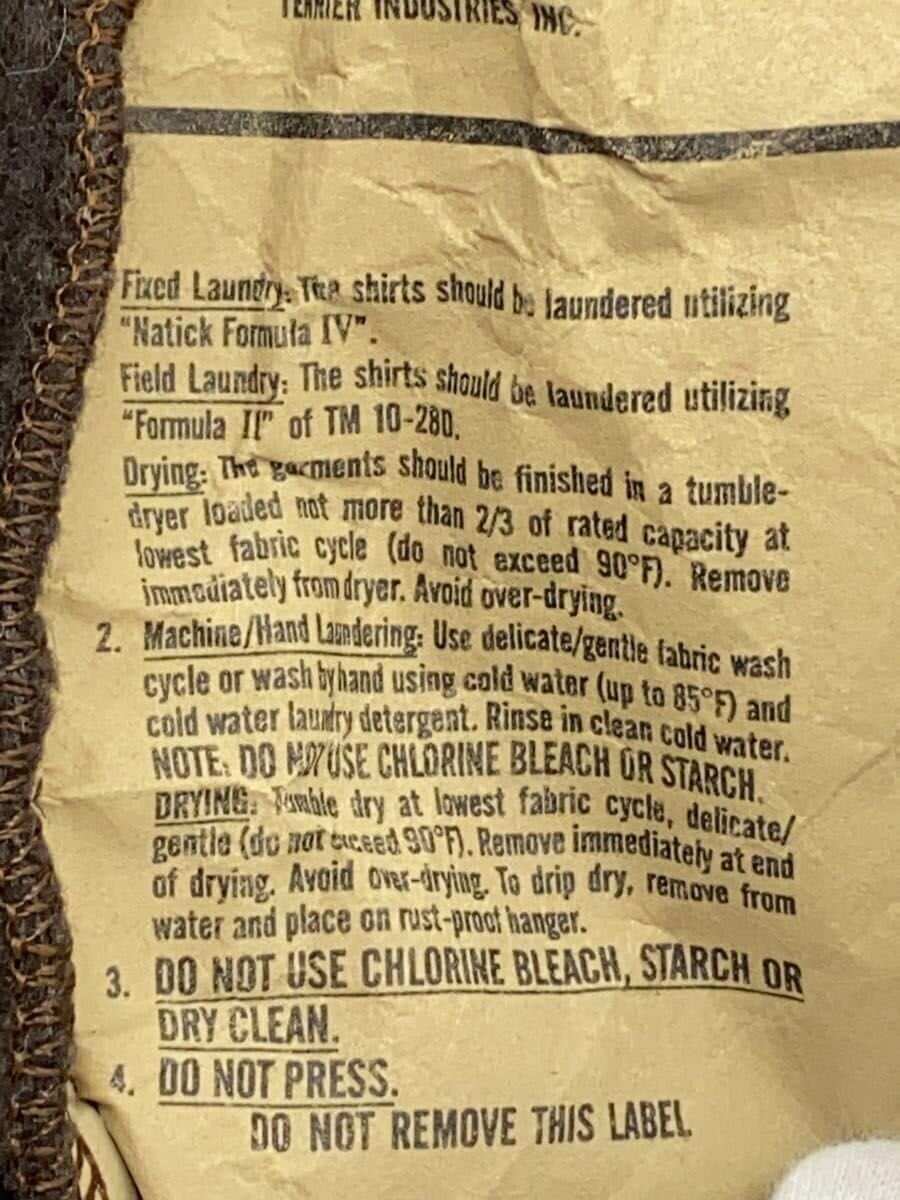 TERRIER INDUSTRIES, INC.
Fixed Laundry: The shirts should be laundered utilizing
"Natick Formula IV".
Field Laundry: The shirts should be laundered utilizing
"Formula II" of TM 10-280.
Drying: The garments should be finished in a tumble-
dryer loaded not more than 2/3 of rated capacity at
lowest fabric cycle (do not exceed 90°F). Remove
immediately from dryer. Avoid over-drying.
2. Machine/Hand Laundering: Use delicate/gentle fabric wash
cycle or wash by hand using cold water (up to 85°F) and
cold water laundry detergent. Rinse in clean cold water.
NOTE: DO NOT USE CHLORINE BLEACH OR STARCH.
DRYING: Tumble dry at lowest fabric cycle, delicate/
gentle (do not exceed 90°F). Remove immediately at end
of drying. Avoid over-drying. To drip dry, remove from
water and place on rust-proof hanger.
3. DO NOT USE CHLORINE BLEACH, STARCH OR
DRY CLEAN.
4. DO NOT PRESS.
DO NOT REMOVE THIS LABEL